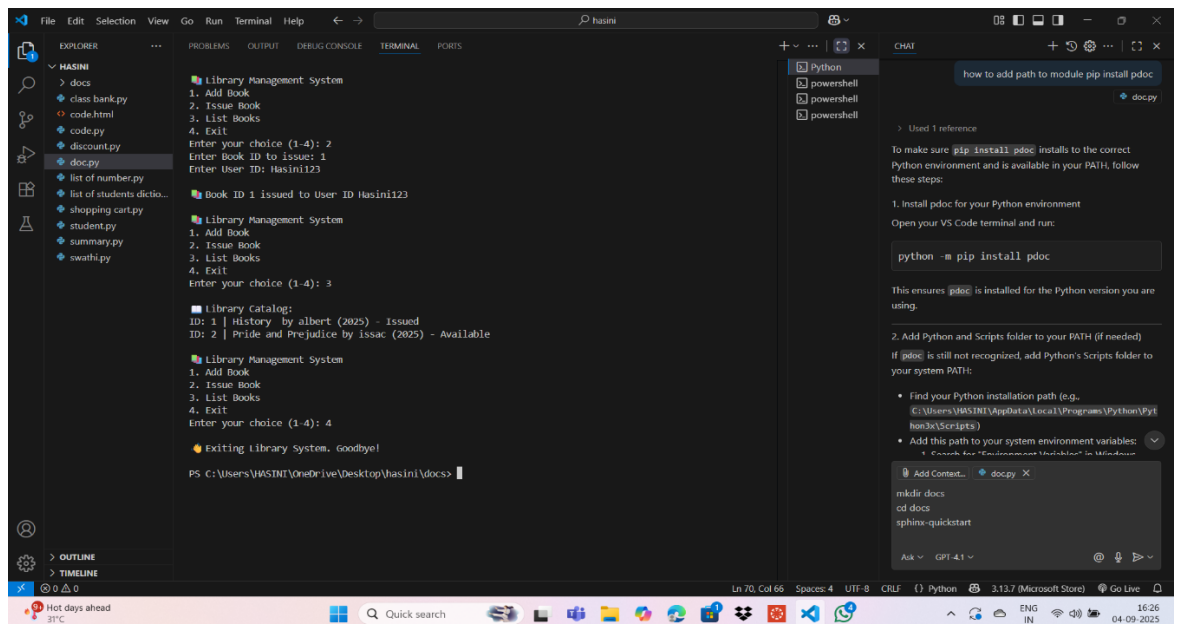 File Edit Selection View Go Run Terminal Help
hasini
EXPLORER
HASINI
docs
class bank.py
code.html
code.py
discount.py
doc.py
list of number.py
list of students dictio...
shopping cart.py
student.py
summary.py
swathi.py
OUTLINE
TIMELINE
PROBLEMS OUTPUT DEBUG CONSOLE TERMINAL PORTS
📚 Library Management System
1. Add Book
2. Issue Book
3. List Books
4. Exit
Enter your choice (1-4): 2
Enter Book ID to issue: 1
Enter User ID: Hasini123
📚 Book ID 1 issued to User ID Hasini123
📚 Library Management System
1. Add Book
2. Issue Book
3. List Books
4. Exit
Enter your choice (1-4): 3
📖 Library Catalog:
ID: 1 | History  by albert (2025) - Issued
ID: 2 | Pride and Prejudice by issac (2025) - Available
📚 Library Management System
1. Add Book
2. Issue Book
3. List Books
4. Exit
Enter your choice (1-4): 4
👋 Exiting Library System. Goodbye!
PS C:\Users\HASINI\OneDrive\Desktop\hasini\docs>
Python
powershell
powershell
powershell
CHAT
how to add path to module pip install pdoc
doc.py
Used 1 reference
To make sure pip install pdoc installs to the correct
Python environment and is available in your PATH, follow
these steps:
1. Install pdoc for your Python environment
Open your VS Code terminal and run:
python -m pip install pdoc
This ensures pdoc is installed for the Python version you are
using.
2. Add Python and Scripts folder to your PATH (if needed)
If pdoc is still not recognized, add Python's Scripts folder to
your system PATH:
• Find your Python installation path (e.g.,
C:\Users\HASINI\AppData\Local\Programs\Python\Pyt
hon3x\Scripts)
• Add this path to your system environment variables:
1. Search for "Environment Variables" in Windows
Add Context... doc.py
mkdir docs
cd docs
sphinx-quickstart
Ask GPT-4.1
0 0
Ln 70, Col 66 Spaces: 4 UTF-8 CRLF {} Python 3.13.7 (Microsoft Store) Go Live
9+ Hot days ahead
31°C
Quick search
ENG
IN
16:26
04-09-2025